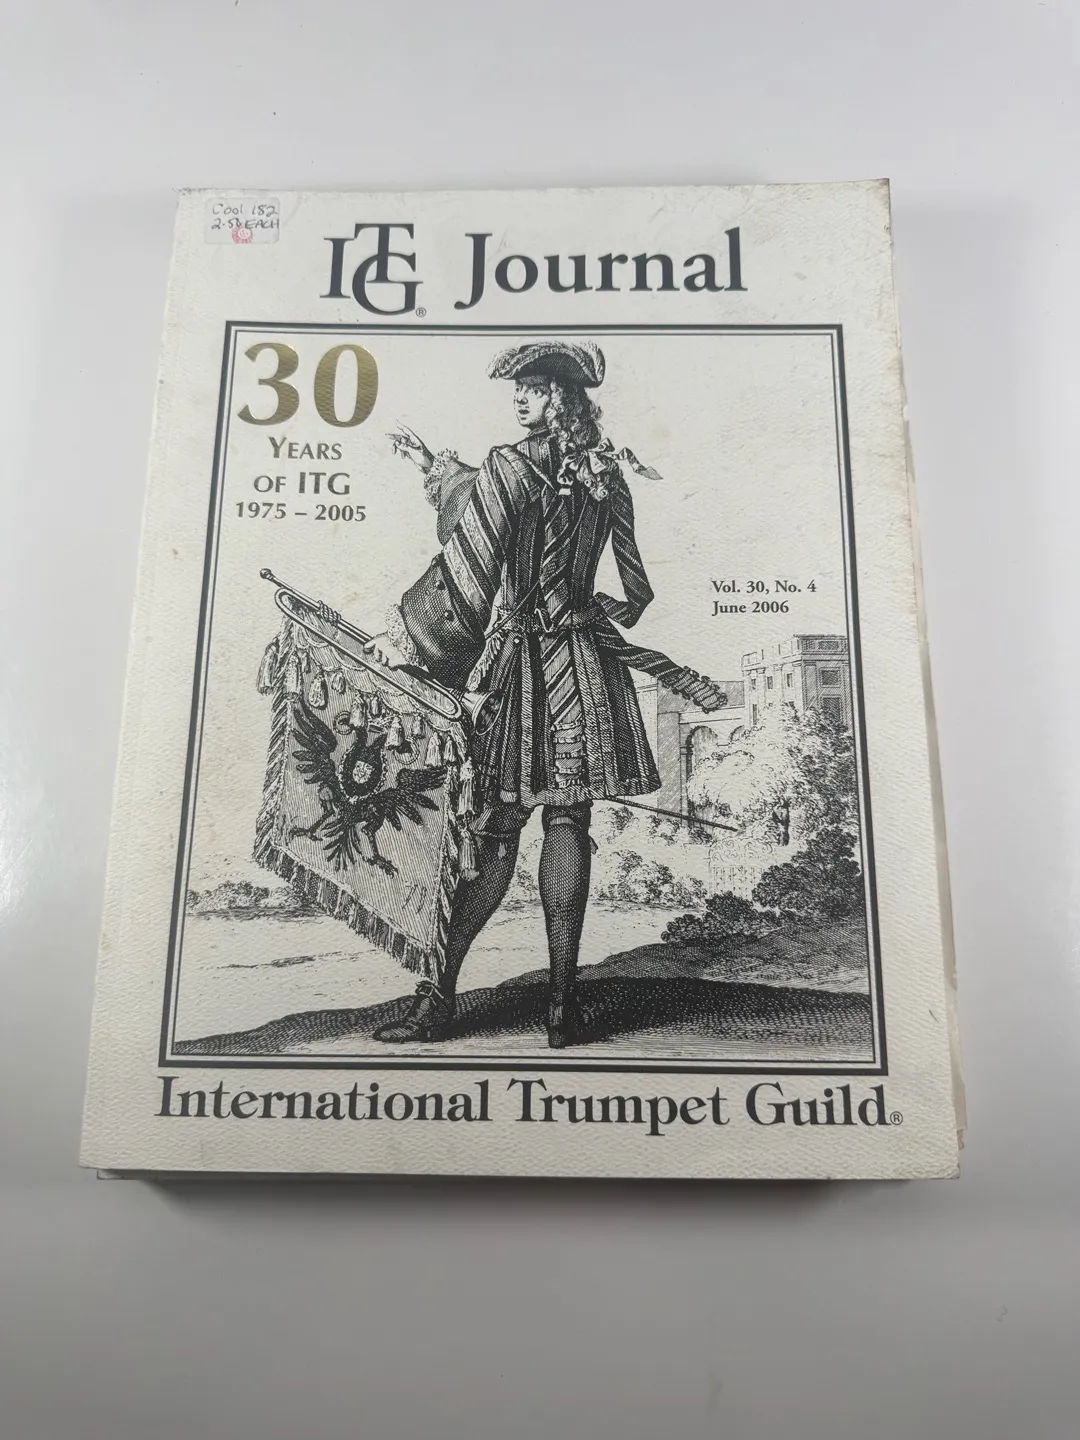 Cool 182
2.50 EACH
ITG® Journal
30
YEARS
OF ITG
1975 – 2005
Vol. 30, No. 4
June 2006
International Trumpet Guild®